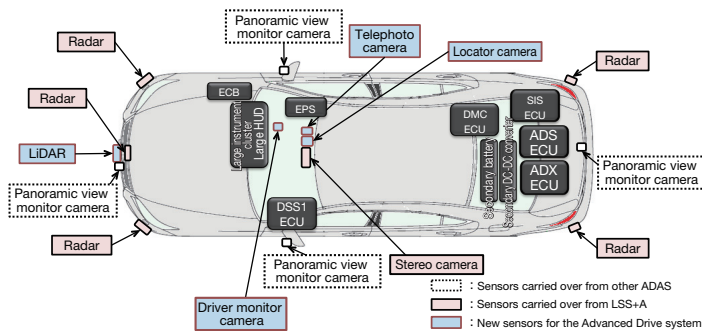 Panoramic view
monitor camera
Telephoto
camera
Locator camera
Radar
Radar
Radar
LiDAR
Panoramic view
monitor camera
ECB
EPS
Large instrument
cluster
Large HUD
DMC
ECU
SIS
ECU
ADS
ECU
ADX
ECU
Secondary battery
Secondary DC-DC converter
Panoramic view
monitor camera
DSS1
ECU
Radar
Panoramic view
monitor camera
Stereo camera
Radar
Driver monitor
camera
: Sensors carried over from other ADAS
: Sensors carried over from LSS+A
: New sensors for the Advanced Drive system